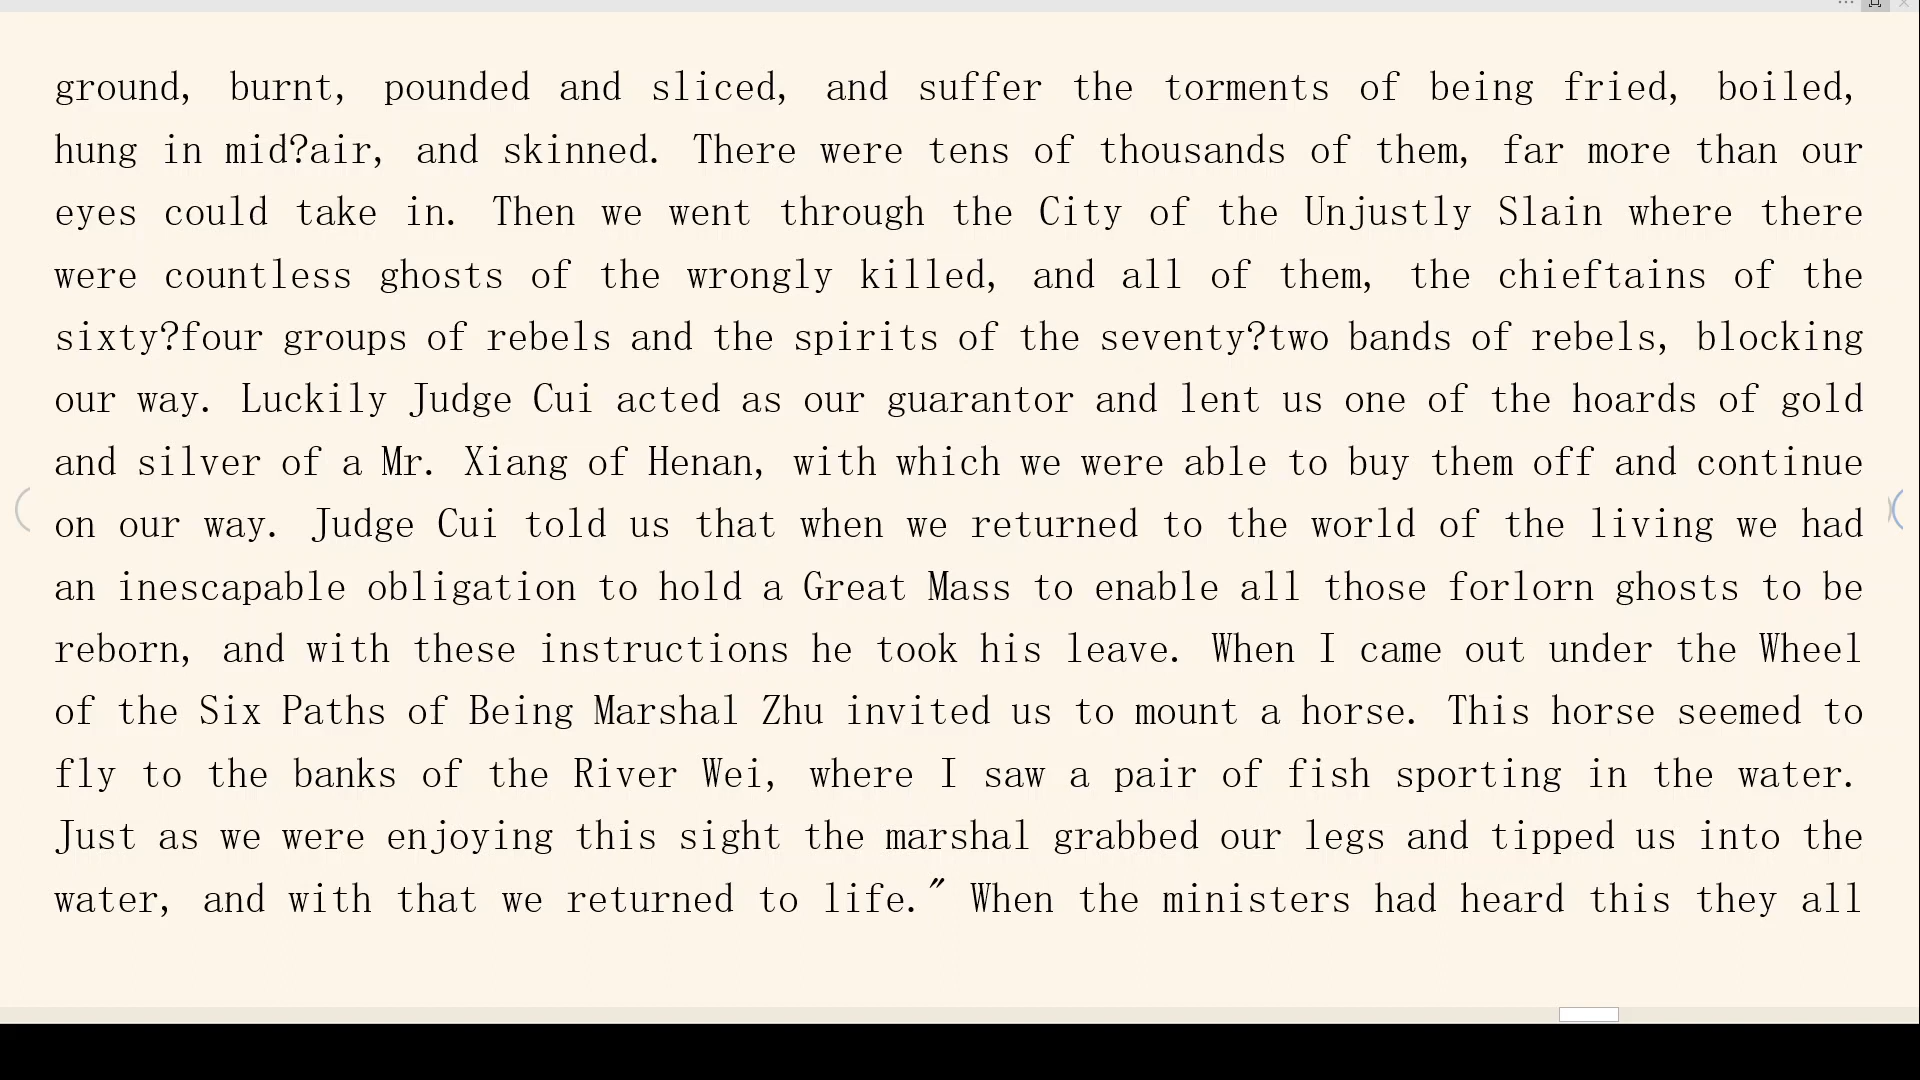 ground, burnt, pounded and sliced, and suffer the torments of being fried, boiled,
hung in mid?air, and skinned. There were tens of thousands of them, far more than our
eyes could take in. Then we went through the City of the Unjustly Slain where there
were countless ghosts of the wrongly killed, and all of them, the chieftains of the
sixty?four groups of rebels and the spirits of the seventy?two bands of rebels, blocking
our way. Luckily Judge Cui acted as our guarantor and lent us one of the hoards of gold
and silver of a Mr. Xiang of Henan, with which we were able to buy them off and continue
on our way. Judge Cui told us that when we returned to the world of the living we had
an inescapable obligation to hold a Great Mass to enable all those forlorn ghosts to be
reborn, and with these instructions he took his leave. When I came out under the Wheel
of the Six Paths of Being Marshal Zhu invited us to mount a horse. This horse seemed to
fly to the banks of the River Wei, where I saw a pair of fish sporting in the water.
Just as we were enjoying this sight the marshal grabbed our legs and tipped us into the
water, and with that we returned to life." When the ministers had heard this they all